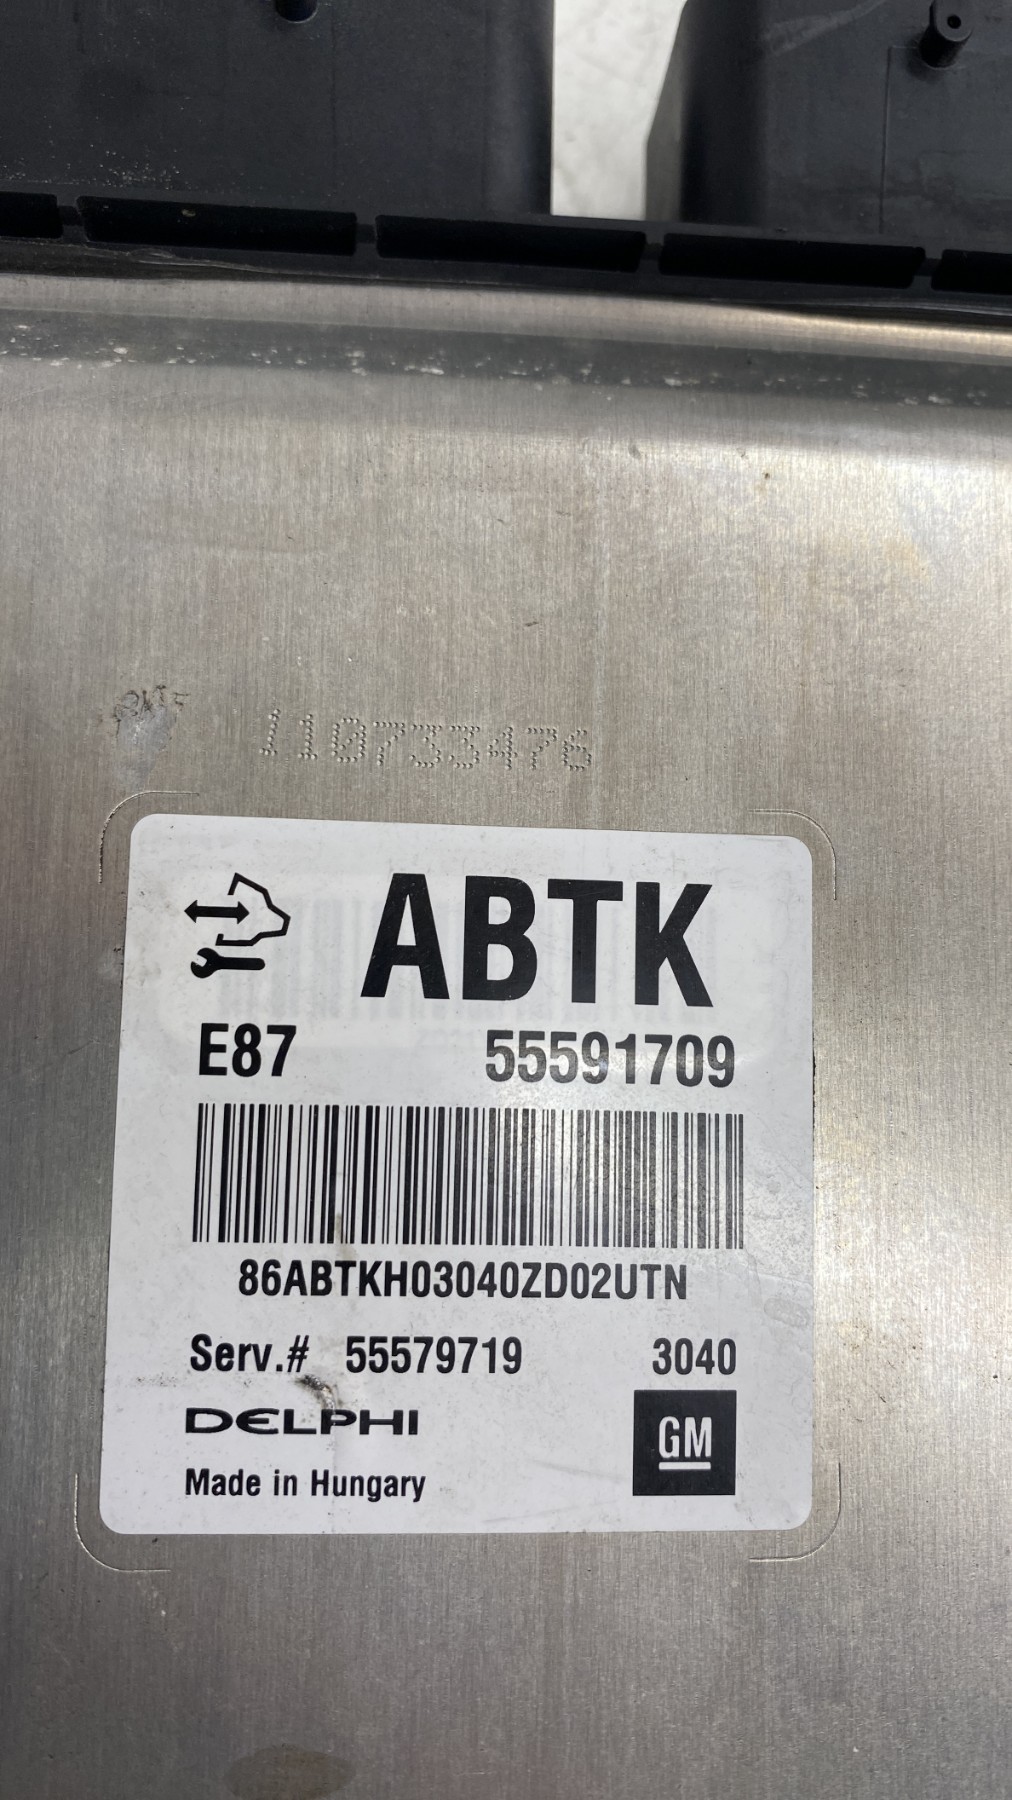 110733476
ABTK
E87 55591709
86ABTKH03040ZD02UTN
Serv.# 55579719 3040
DELPHI
GM
Made in Hungary